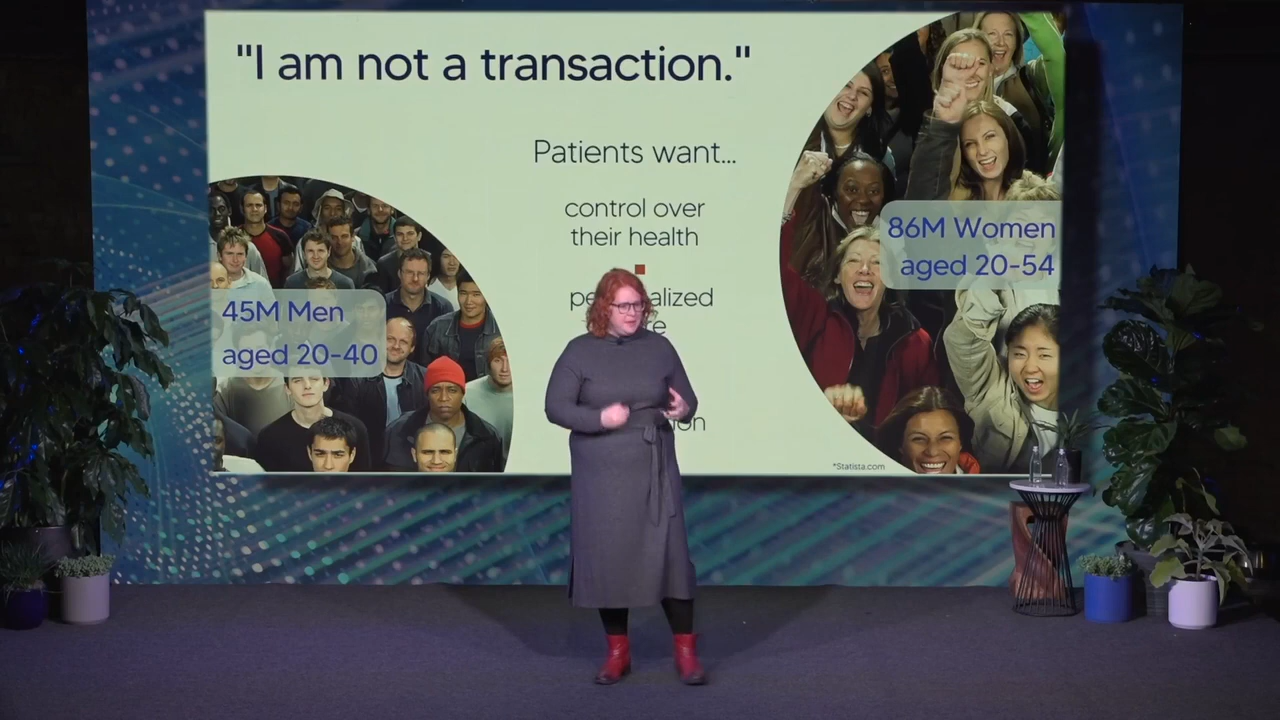 "I am not a transaction."
Patients want...
control over
their health
45M Men
aged 20-40
86M Women
aged 20-54
*Statista.com